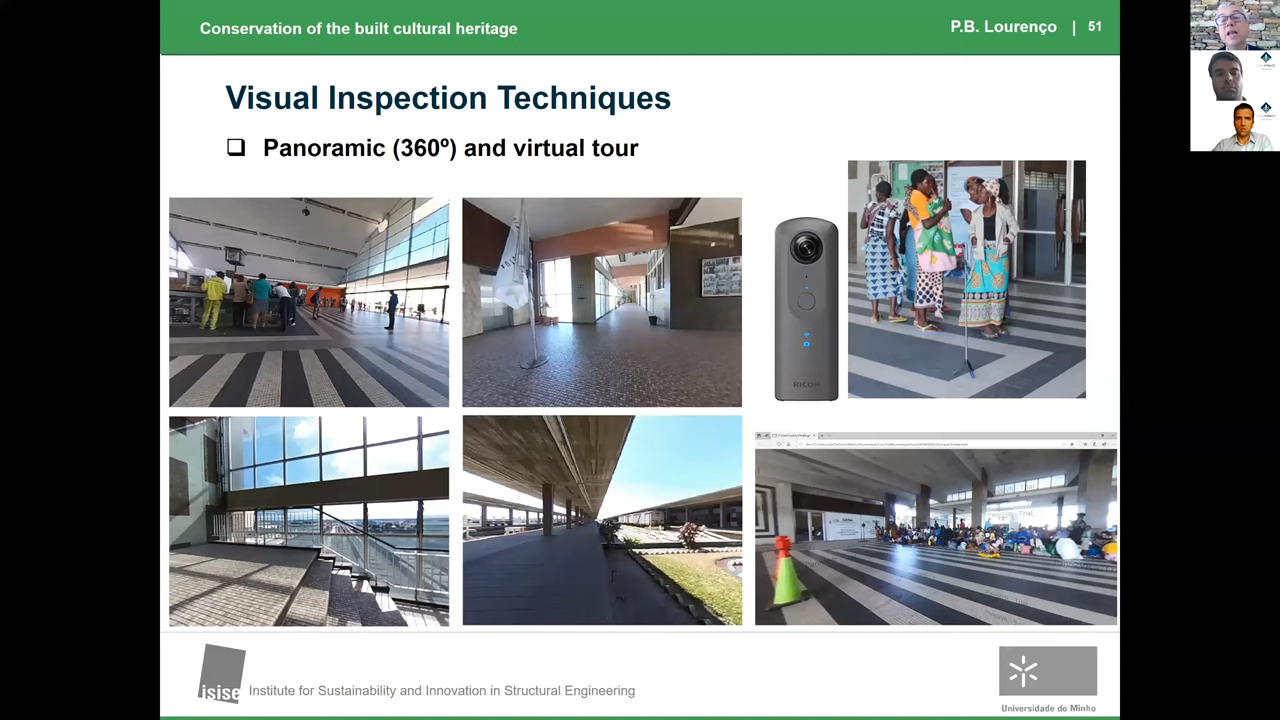 Conservation of the built cultural heritage
P.B. Lourenço | 51
Visual Inspection Techniques
Panoramic (360º) and virtual tour
RICOH
isise
Institute for Sustainability and Innovation in Structural Engineering
Universidade do Minho